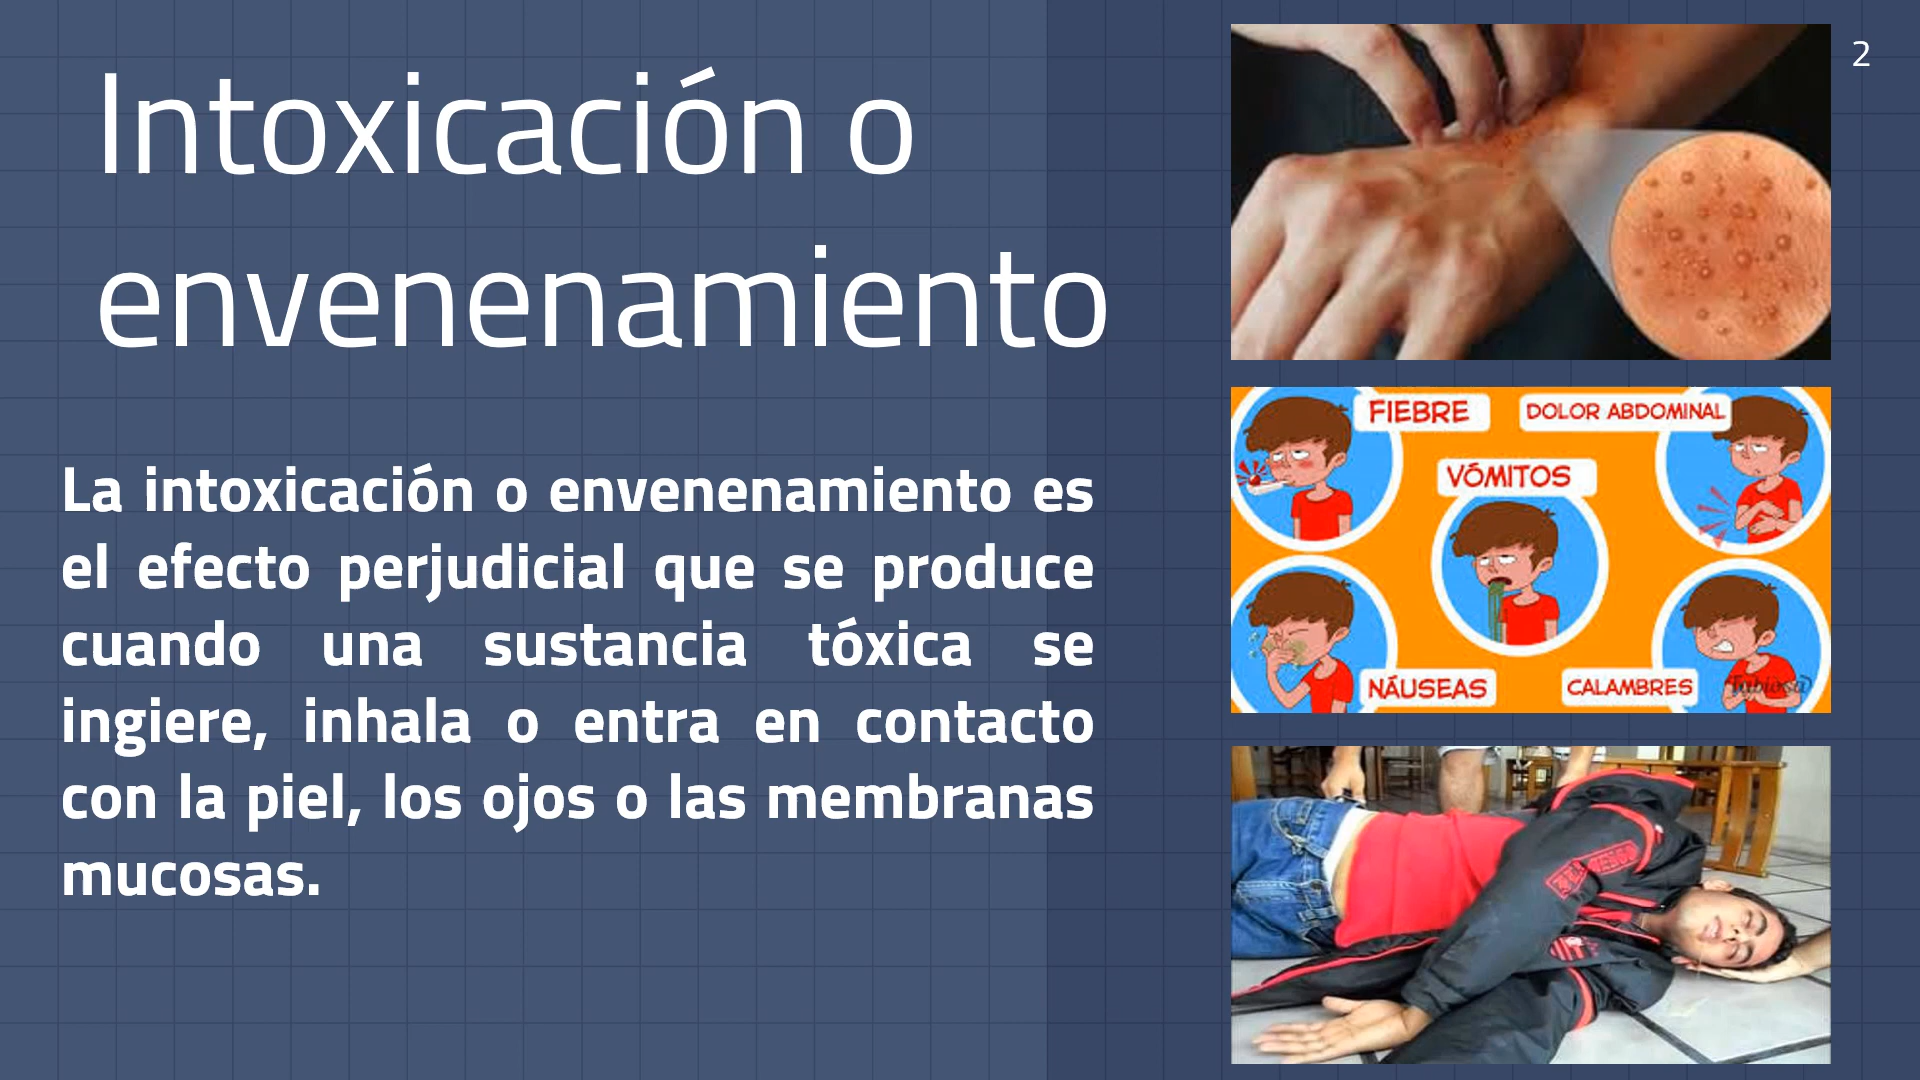 2
Intoxicación o
envenenamiento
La intoxicación o envenenamiento es
el efecto perjudicial que se produce
cuando una sustancia tóxica se
ingiere, inhala o entra en contacto
con la piel, los ojos o las membranas
mucosas.
FIEBRE
DOLOR ABDOMINAL
VÓMITOS
NÁUSEAS
CALAMBRES
Tubiosa